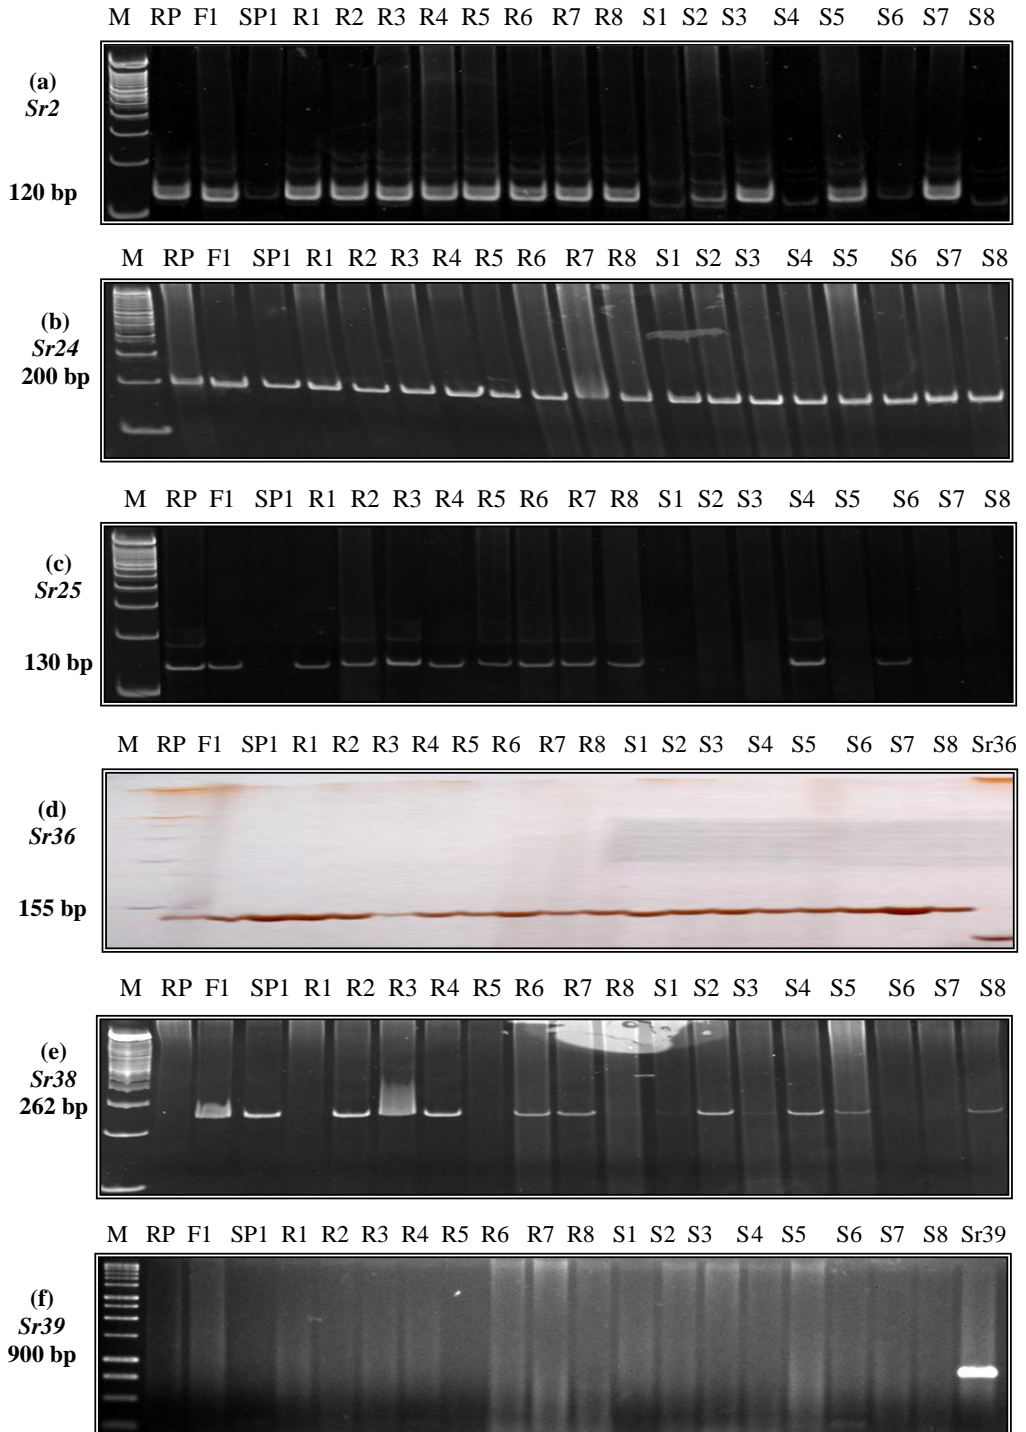 M RP F1 SP1 R1 R2 R3 R4 R5 R6 R7 R8 S1 S2 S3 S4 S5 S6 S7 S8
(a)
Sr2
120 bp
M RP F1 SP1 R1 R2 R3 R4 R5 R6 R7 R8 S1 S2 S3 S4 S5 S6 S7 S8
(b)
Sr24
200 bp
M RP F1 SP1 R1 R2 R3 R4 R5 R6 R7 R8 S1 S2 S3 S4 S5 S6 S7 S8
(c)
Sr25
130 bp
M RP F1 SP1 R1 R2 R3 R4 R5 R6 R7 R8 S1 S2 S3 S4 S5 S6 S7 S8 Sr36
(d)
Sr36
155 bp
M RP F1 SP1 R1 R2 R3 R4 R5 R6 R7 R8 S1 S2 S3 S4 S5 S6 S7 S8
(e)
Sr38
262 bp
M RP F1 SP1 R1 R2 R3 R4 R5 R6 R7 R8 S1 S2 S3 S4 S5 S6 S7 S8 Sr39
(f)
Sr39
900 bp